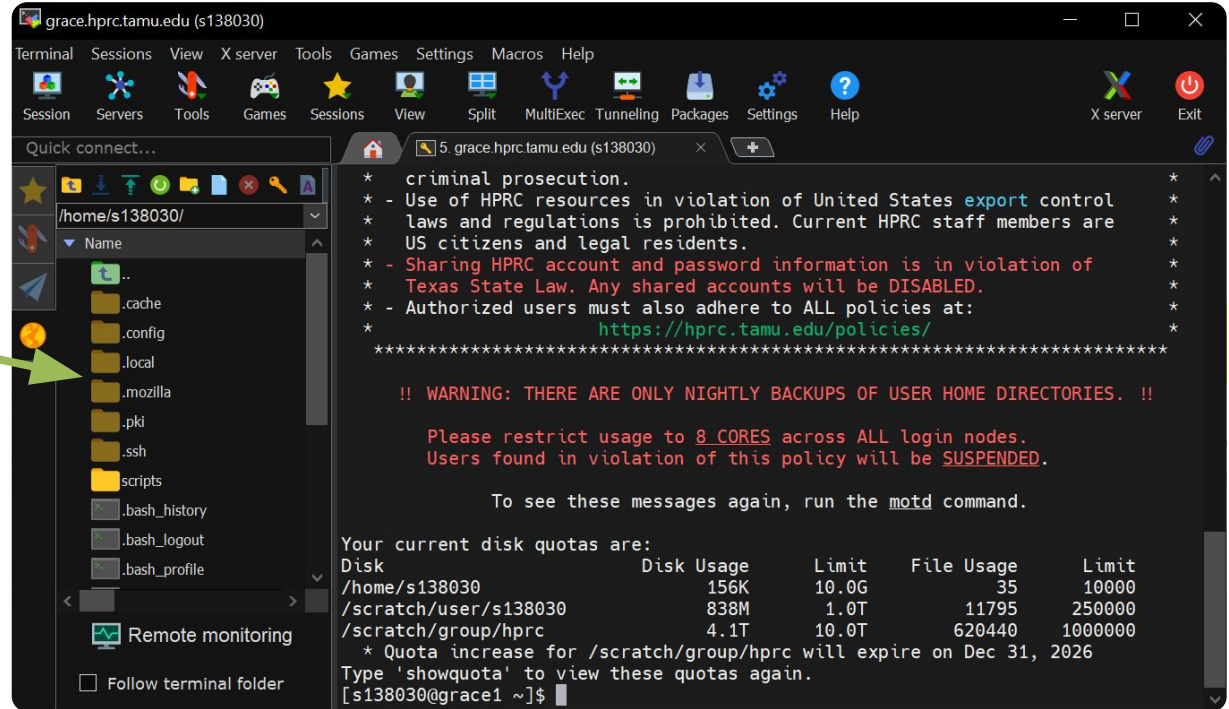 grace.hprc.tamu.edu (s138030)
Terminal Sessions View X server Tools Games Settings Macros Help
Session Servers Tools Games Sessions View Split MultiExec Tunneling Packages Settings Help X server Exit
Quick connect...
5. grace.hprc.tamu.edu (s138030)
/home/s138030/
Name
..
.cache
.config
.local
.mozilla
.pki
.ssh
scripts
.bash_history
.bash_logout
.bash_profile
Remote monitoring
Follow terminal folder
* criminal prosecution. *
* - Use of HPRC resources in violation of United States export control *
* laws and regulations is prohibited. Current HPRC staff members are *
* US citizens and legal residents. *
* - Sharing HPRC account and password information is in violation of *
* Texas State Law. Any shared accounts will be DISABLED. *
* - Authorized users must also adhere to ALL policies at: *
* https://hprc.tamu.edu/policies/ *
**************************************************************************
!! WARNING: THERE ARE ONLY NIGHTLY BACKUPS OF USER HOME DIRECTORIES. !!
Please restrict usage to 8 CORES across ALL login nodes.
Users found in violation of this policy will be SUSPENDED.
To see these messages again, run the motd command.
Your current disk quotas are:
Disk Disk Usage Limit File Usage Limit
/home/s138030 156K 10.0G 35 10000
/scratch/user/s138030 838M 1.0T 11795 250000
/scratch/group/hprc 4.1T 10.0T 620440 1000000
* Quota increase for /scratch/group/hprc will expire on Dec 31, 2026
Type 'showquota' to view these quotas again.
[s138030@grace1 ~]$